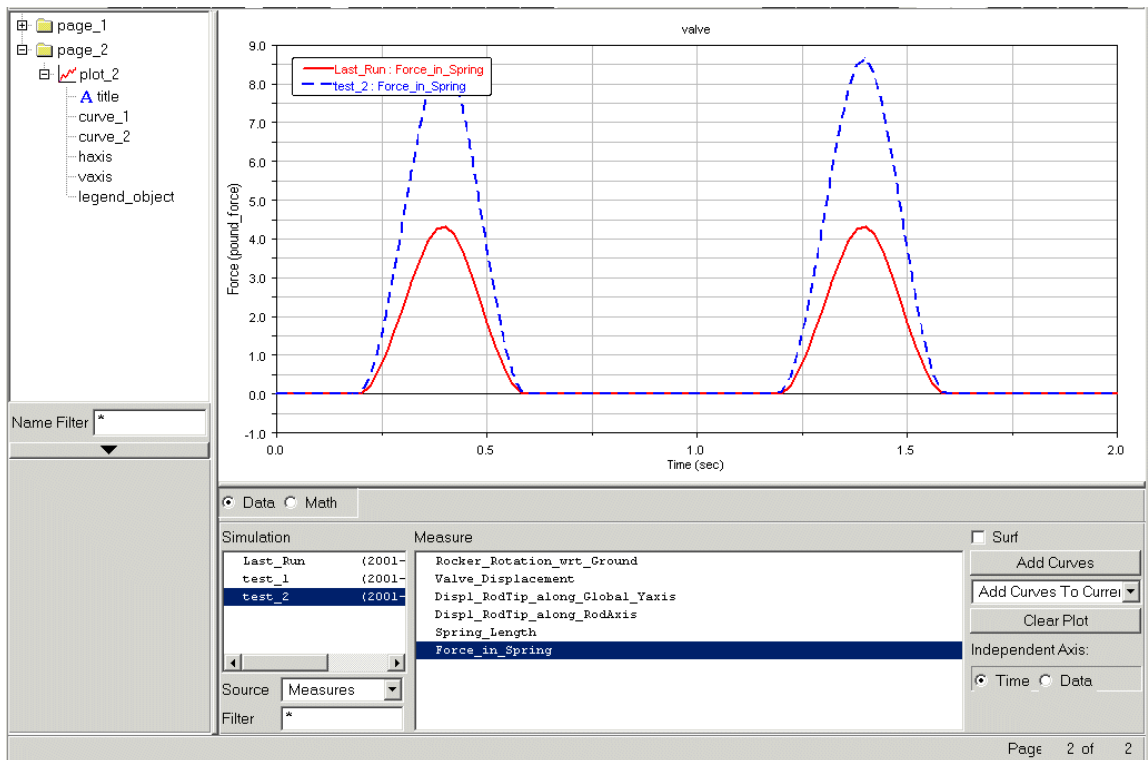 page_1
page_2
plot_2
A title
curve_1
curve_2
haxis
vaxis
legend_object
Name Filter *
valve
Last_Run : Force_in_Spring
test_2 : Force_in_Spring
Force (pound_force)
9.0
8.0
7.0
6.0
5.0
4.0
3.0
2.0
1.0
0.0
-1.0
0.0 0.5 1.0 1.5 2.0
Time (sec)
Data Math
Simulation
Last_Run (2001-
test_1 (2001-
test_2 (2001-
Source Measures
Filter *
Measure
Rocker_Rotation_wrt_Ground
Valve_Displacement
Displ_RodTip_along_Global_Yaxis
Displ_RodTip_along_RodAxis
Spring_Length
Force_in_Spring
Surf
Add Curves
Add Curves To Currer
Clear Plot
Independent Axis:
Time Data
Page 2 of 2